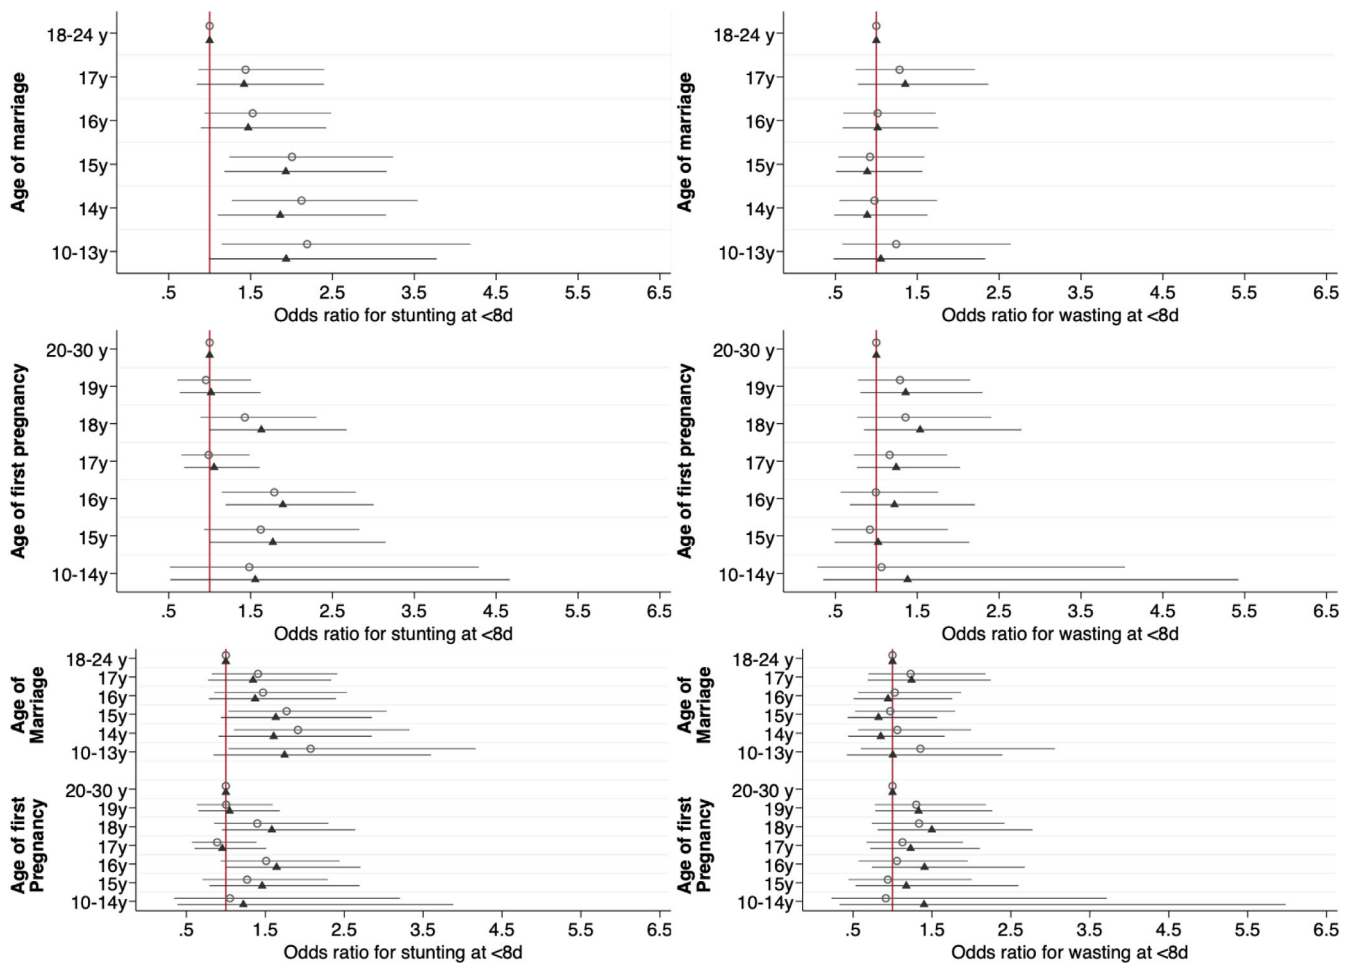 Age of marriage
18-24 y
17y
16y
15y
14y
10-13y
.5 1.5 2.5 3.5 4.5 5.5 6.5
Odds ratio for stunting at <8d
Age of marriage
18-24 y
17y
16y
15y
14y
10-13y
.5 1.5 2.5 3.5 4.5 5.5 6.5
Odds ratio for wasting at <8d
Age of first pregnancy
20-30 y
19y
18y
17y
16y
15y
10-14y
.5 1.5 2.5 3.5 4.5 5.5 6.5
Odds ratio for stunting at <8d
Age of first pregnancy
20-30 y
19y
18y
17y
16y
15y
10-14y
.5 1.5 2.5 3.5 4.5 5.5 6.5
Odds ratio for wasting at <8d
Age of
Marriage
18-24 y
17y
16y
15y
14y
10-13y
Age of first
Pregnancy
20-30 y
19y
18y
17y
16y
15y
10-14y
.5 1.5 2.5 3.5 4.5 5.5 6.5
Odds ratio for stunting at <8d
Age of
Marriage
18-24 y
17y
16y
15y
14y
10-13y
Age of first
Pregnancy
20-30 y
19y
18y
17y
16y
15y
10-14y
.5 1.5 2.5 3.5 4.5 5.5 6.5
Odds ratio for wasting at <8d